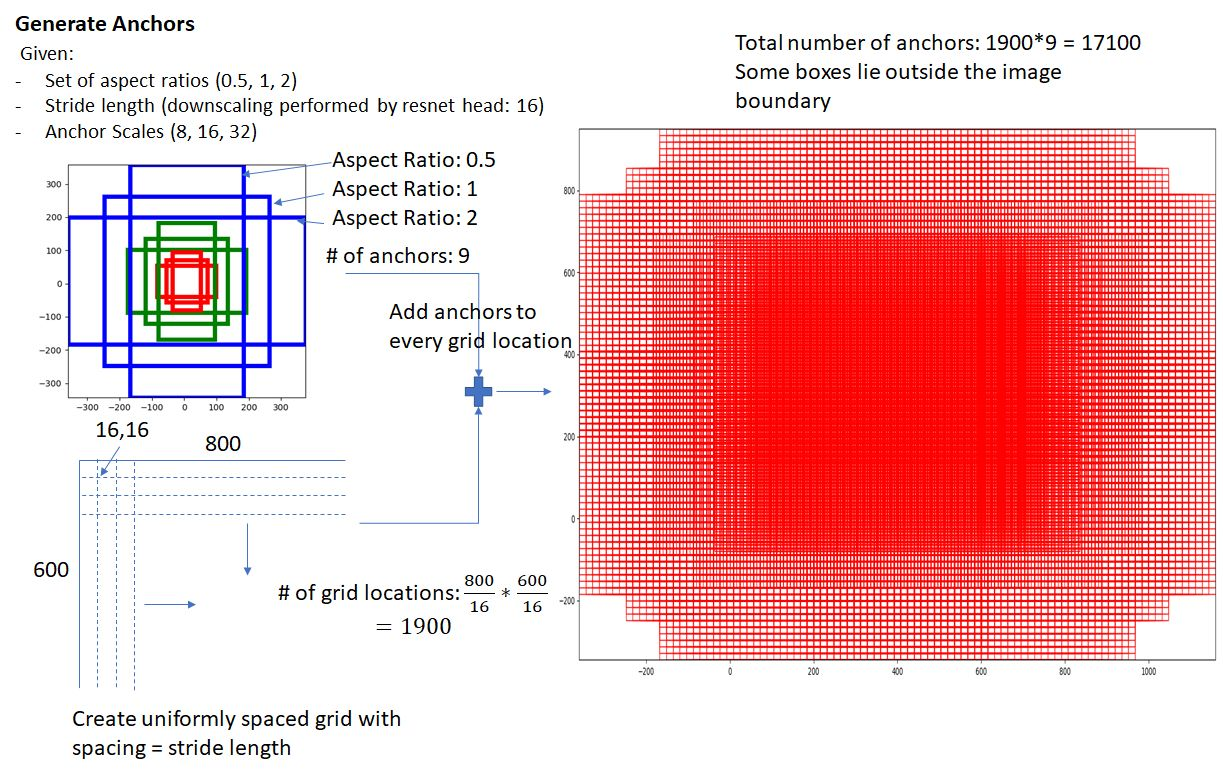 Generate Anchors
Given:
- Set of aspect ratios (0.5, 1, 2)
- Stride length (downscaling performed by resnet head: 16)
- Anchor Scales (8, 16, 32)
Aspect Ratio: 0.5
Aspect Ratio: 1
Aspect Ratio: 2
# of anchors: 9
300
200
100
0
−100
−200
−300
−300 −200 −100 0 100 200 300
Add anchors to
every grid location
16,16
800
600
# of grid locations: 800/16 * 600/16
= 1900
Create uniformly spaced grid with
spacing = stride length
Total number of anchors: 1900*9 = 17100
Some boxes lie outside the image
boundary
800
600
400
200
0
−200
−200 0 200 400 600 800 1000